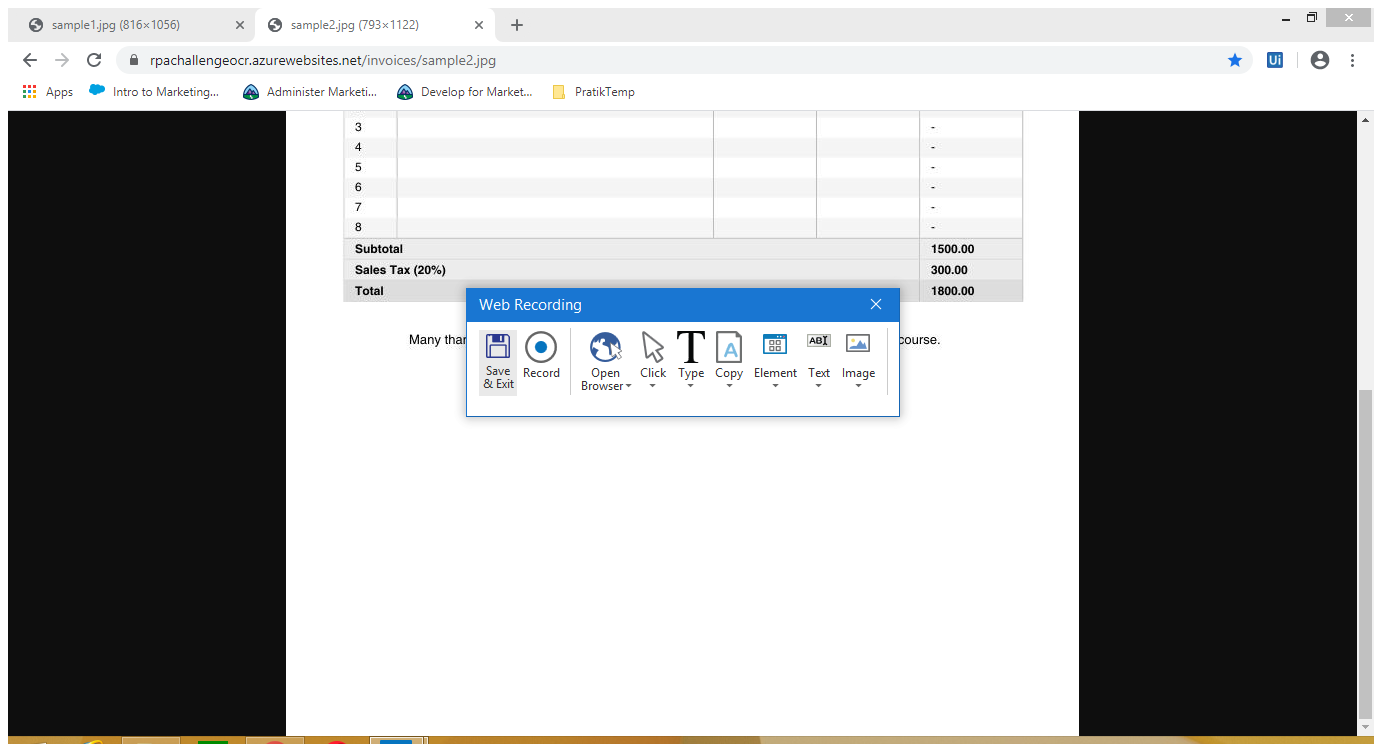 sample1.jpg (816×1056)
sample2.jpg (793×1122)
rpachallengeocr.azurewebsites.net/invoices/sample2.jpg
Ui
Apps
Intro to Marketing...
Administer Marketi...
Develop for Market...
PratikTemp
3 -
4 -
5 -
6 -
7 -
8 -
Subtotal 1500.00
Sales Tax (20%) 300.00
Total 1800.00
Web Recording
Many course.
Save & Exit
Record
Open Browser
Click
T
Type
A
Copy
Element
AB
Text
Image